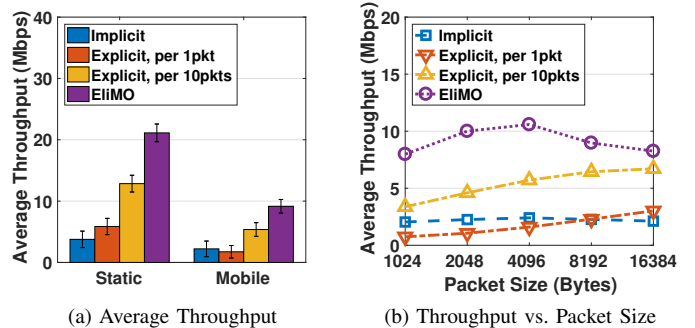 Average Throughput (Mbps)
40
30
20
10
0
Implicit
Explicit, per 1pkt
Explicit, per 10pkts
EliMO
Static
Mobile
(a) Average Throughput
Average Throughput (Mbps)
20
15
10
5
0
Implicit
Explicit, per 1pkt
Explicit, per 10pkts
EliMO
1024 2048 4096 8192 16384
Packet Size (Bytes)
(b) Throughput vs. Packet Size